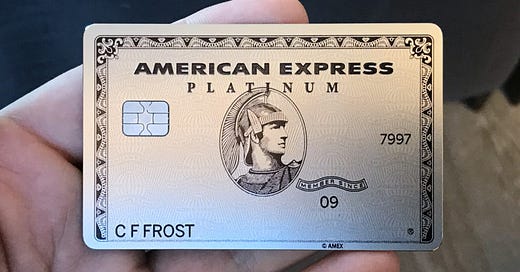 AMERICAN EXPRESS
PLATINUM
7997
MEMBER SINCE
09
C F FROST
®
© AMEX